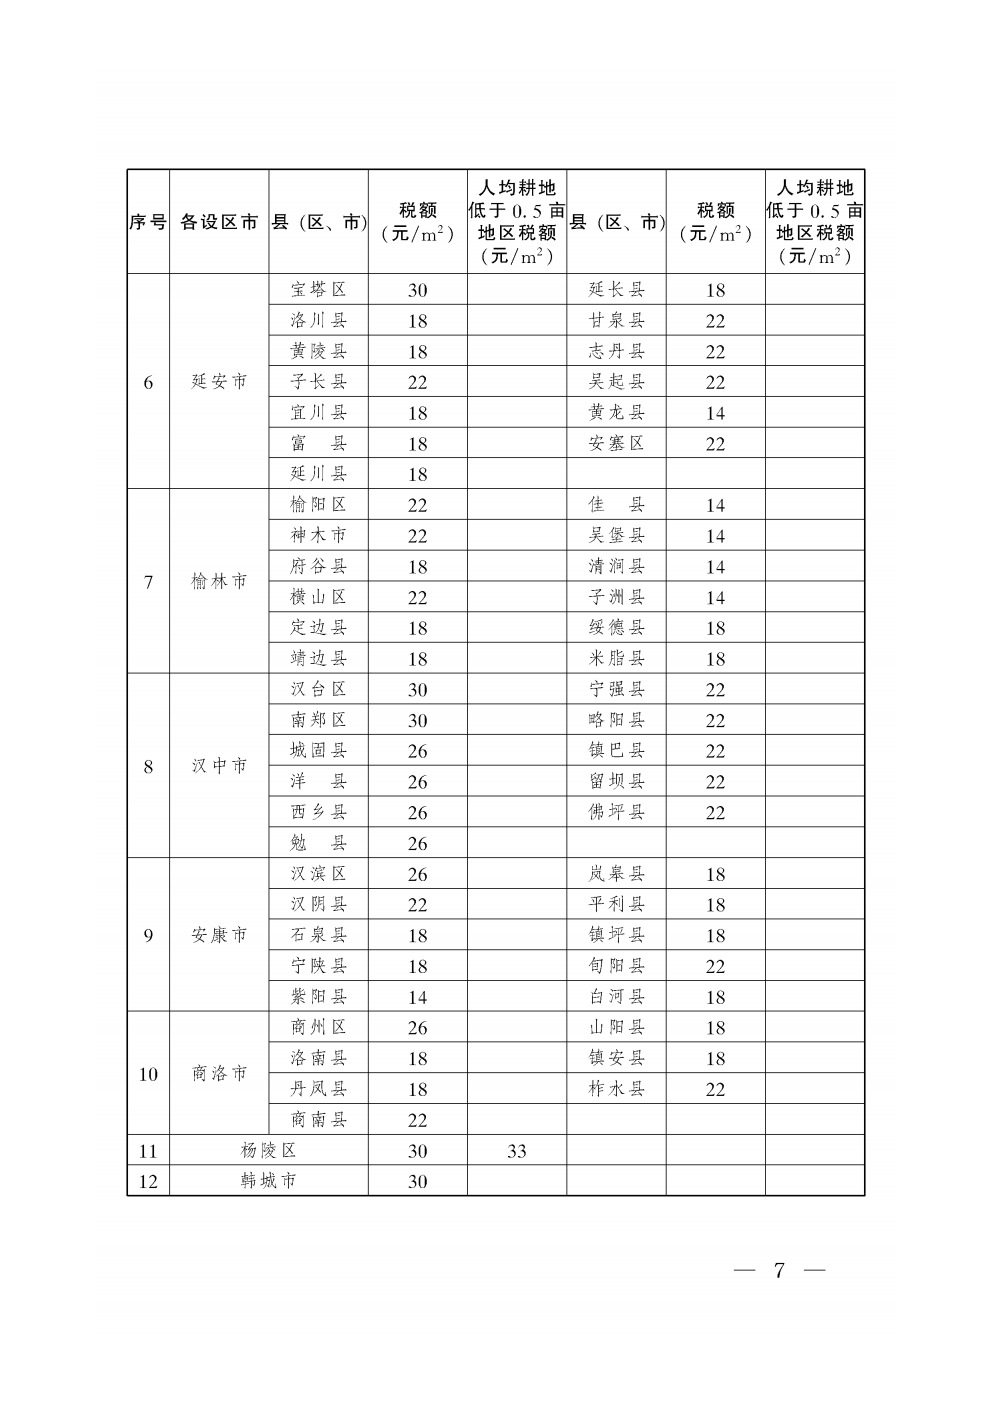 序号 各设区市 县（区、市） 税额（元/m²） 人均耕地低于0.5亩地区税额（元/m²） 县（区、市） 税额（元/m²） 人均耕地低于0.5亩地区税额（元/m²）
6 延安市 宝塔区 30 延长县 18
洛川县 18 甘泉县 22
黄陵县 18 志丹县 22
子长县 22 吴起县 22
宜川县 18 黄龙县 14
富 县 18 安塞区 22
延川县 18
7 榆林市 榆阳区 22 佳 县 14
神木市 22 吴堡县 14
府谷县 18 清涧县 14
横山区 22 子洲县 14
定边县 18 绥德县 18
靖边县 18 米脂县 18
8 汉中市 汉台区 30 宁强县 22
南郑区 30 略阳县 22
城固县 26 镇巴县 22
洋 县 26 留坝县 22
西乡县 26 佛坪县 22
勉 县 26
9 安康市 汉滨区 26 岚皋县 18
汉阴县 22 平利县 18
石泉县 18 镇坪县 18
宁陕县 18 旬阳县 22
紫阳县 14 白河县 18
10 商洛市 商州区 26 山阳县 18
洛南县 18 镇安县 18
丹凤县 18 柞水县 22
商南县 22
11 杨陵区 30 33
12 韩城市 30
— 7 —